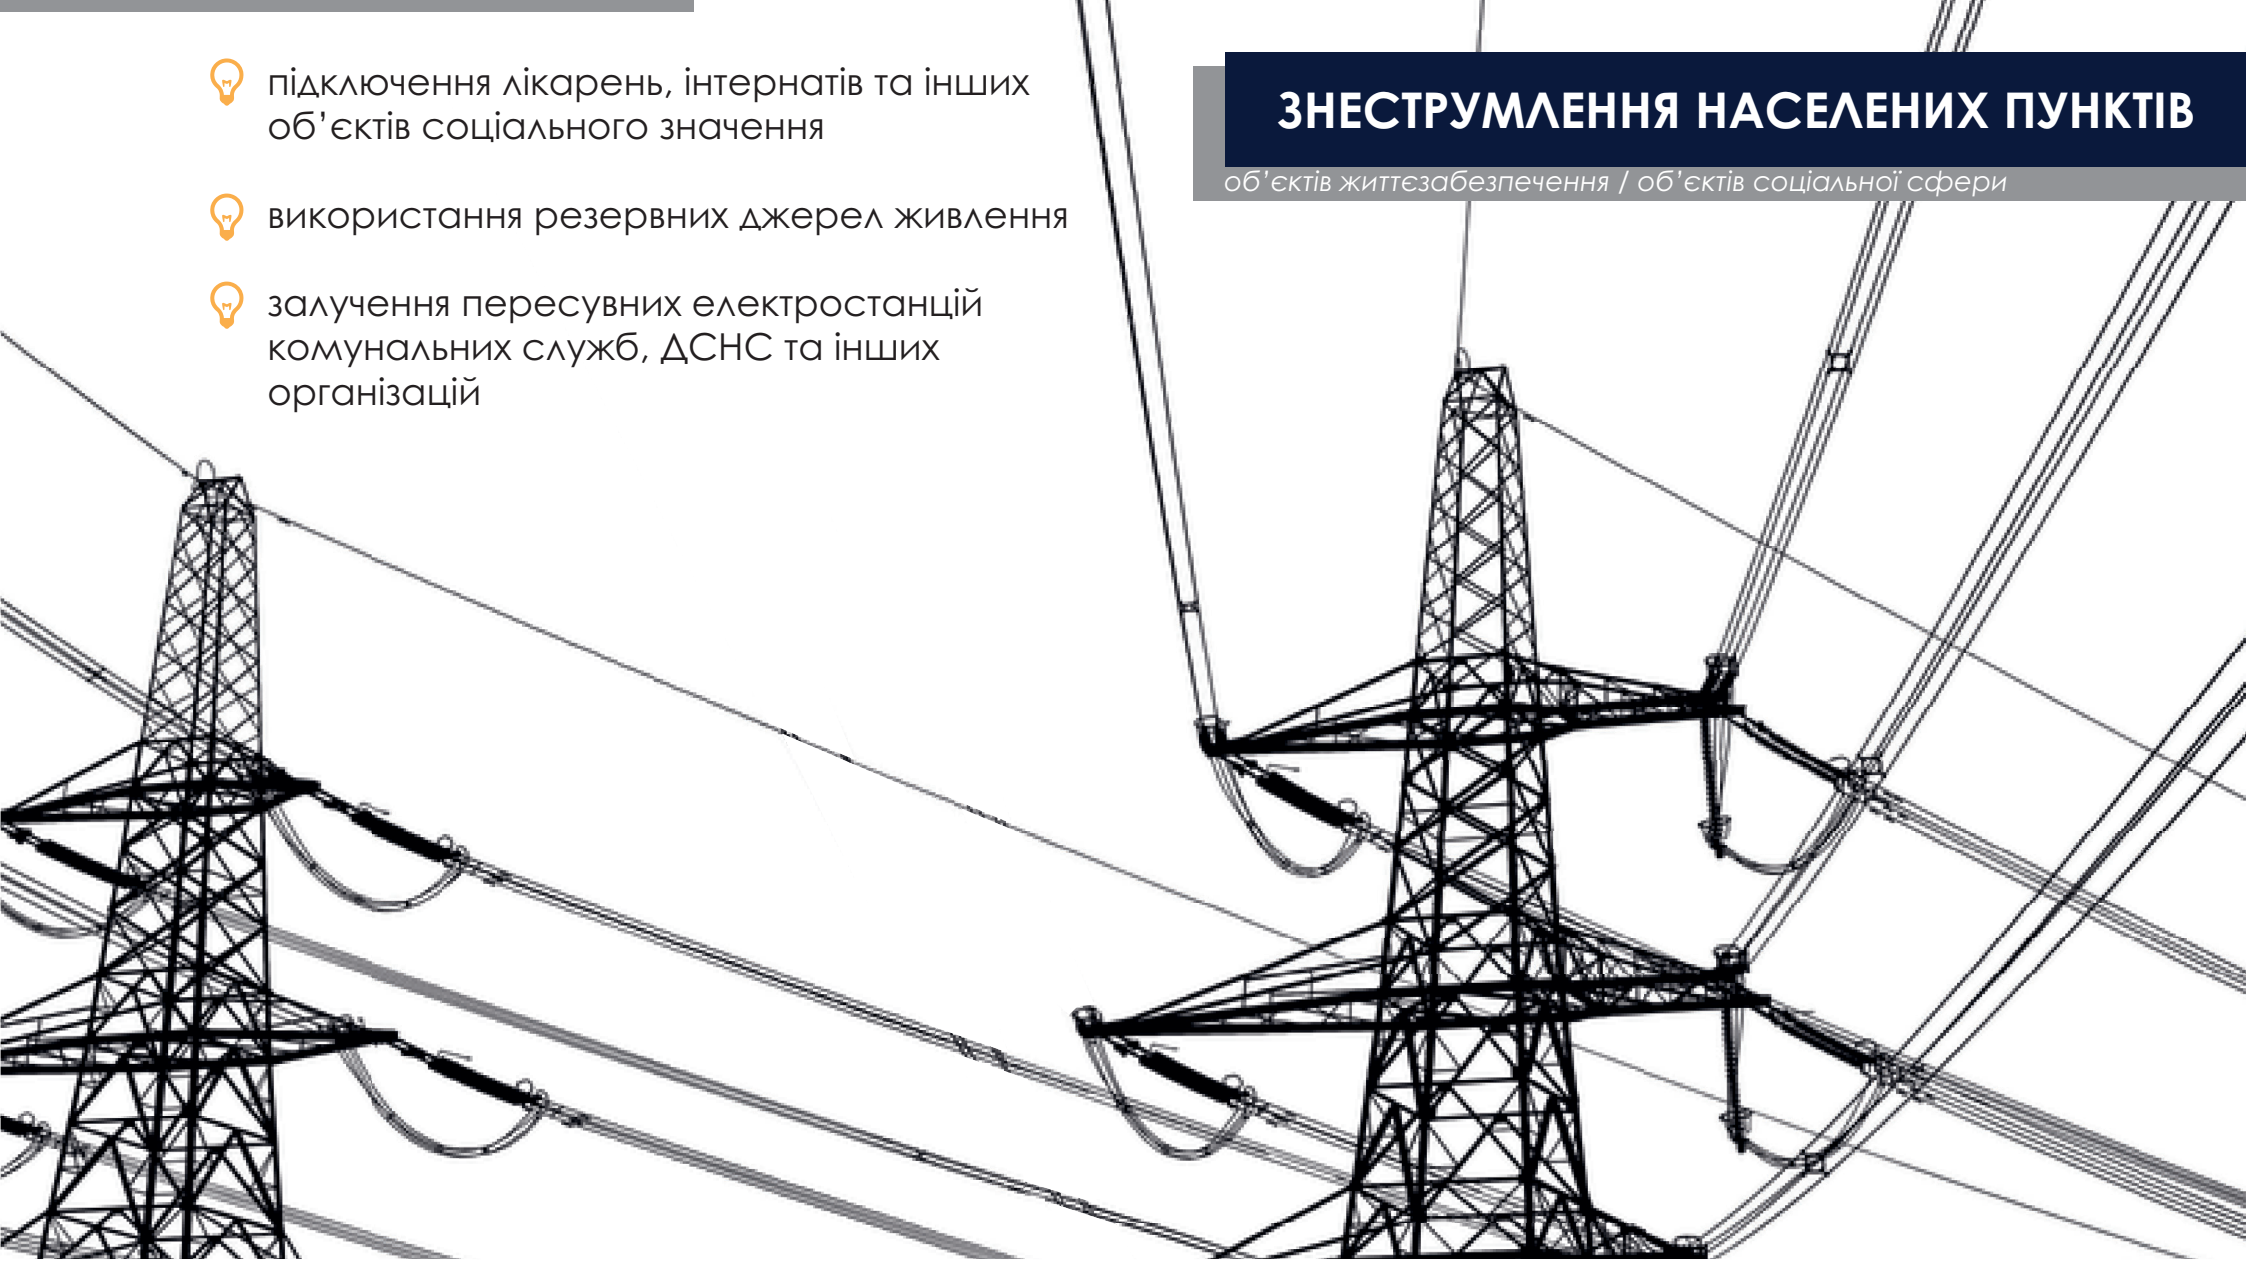 ЗНЕСТРУМЛЕННЯ НАСЕЛЕНИХ ПУНКТІВ
об’єктів життєзабезпечення / об’єктів соціальної сфери
підключення лікарень, інтернатів та інших
об’єктів соціального значення
використання резервних джерел живлення
залучення пересувних електростанцій
комунальних служб, ДСНС та інших
організацій